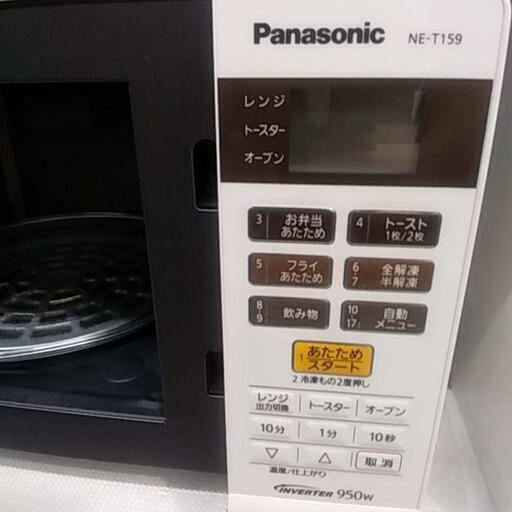 Panasonic NE-T159
レンジ
トースター
オーブン
3 お弁当 あたため
4 トースト 1枚/2枚
5 フライ あたため
6-7 全解凍 半解凍
8-9 飲み物
10-17 自動 メニュー
1 あたため スタート
2 冷凍もの2度押し
レンジ 出力切換 トースター オーブン
10分 1分 10秒
▽ △ 取消
温度/仕上がり
INVERTER 950W